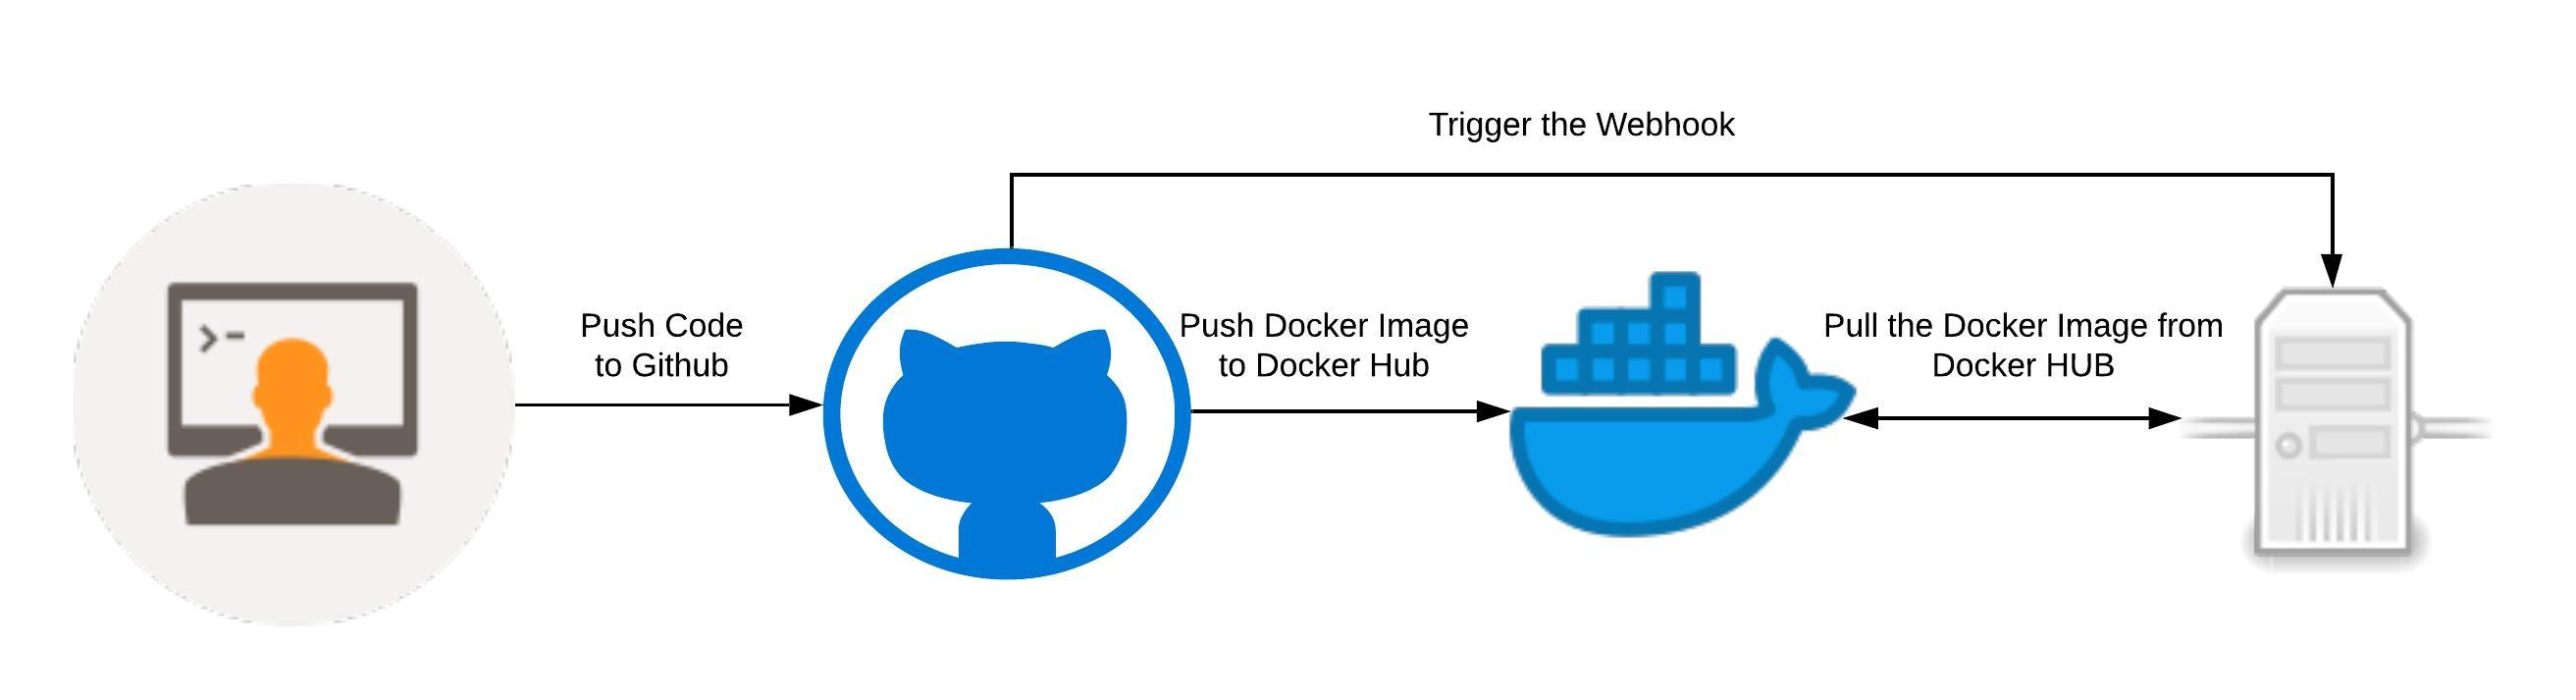 Trigger the Webhook
Push Code
to Github
Push Docker Image
to Docker Hub
Pull the Docker Image from
Docker HUB
>-